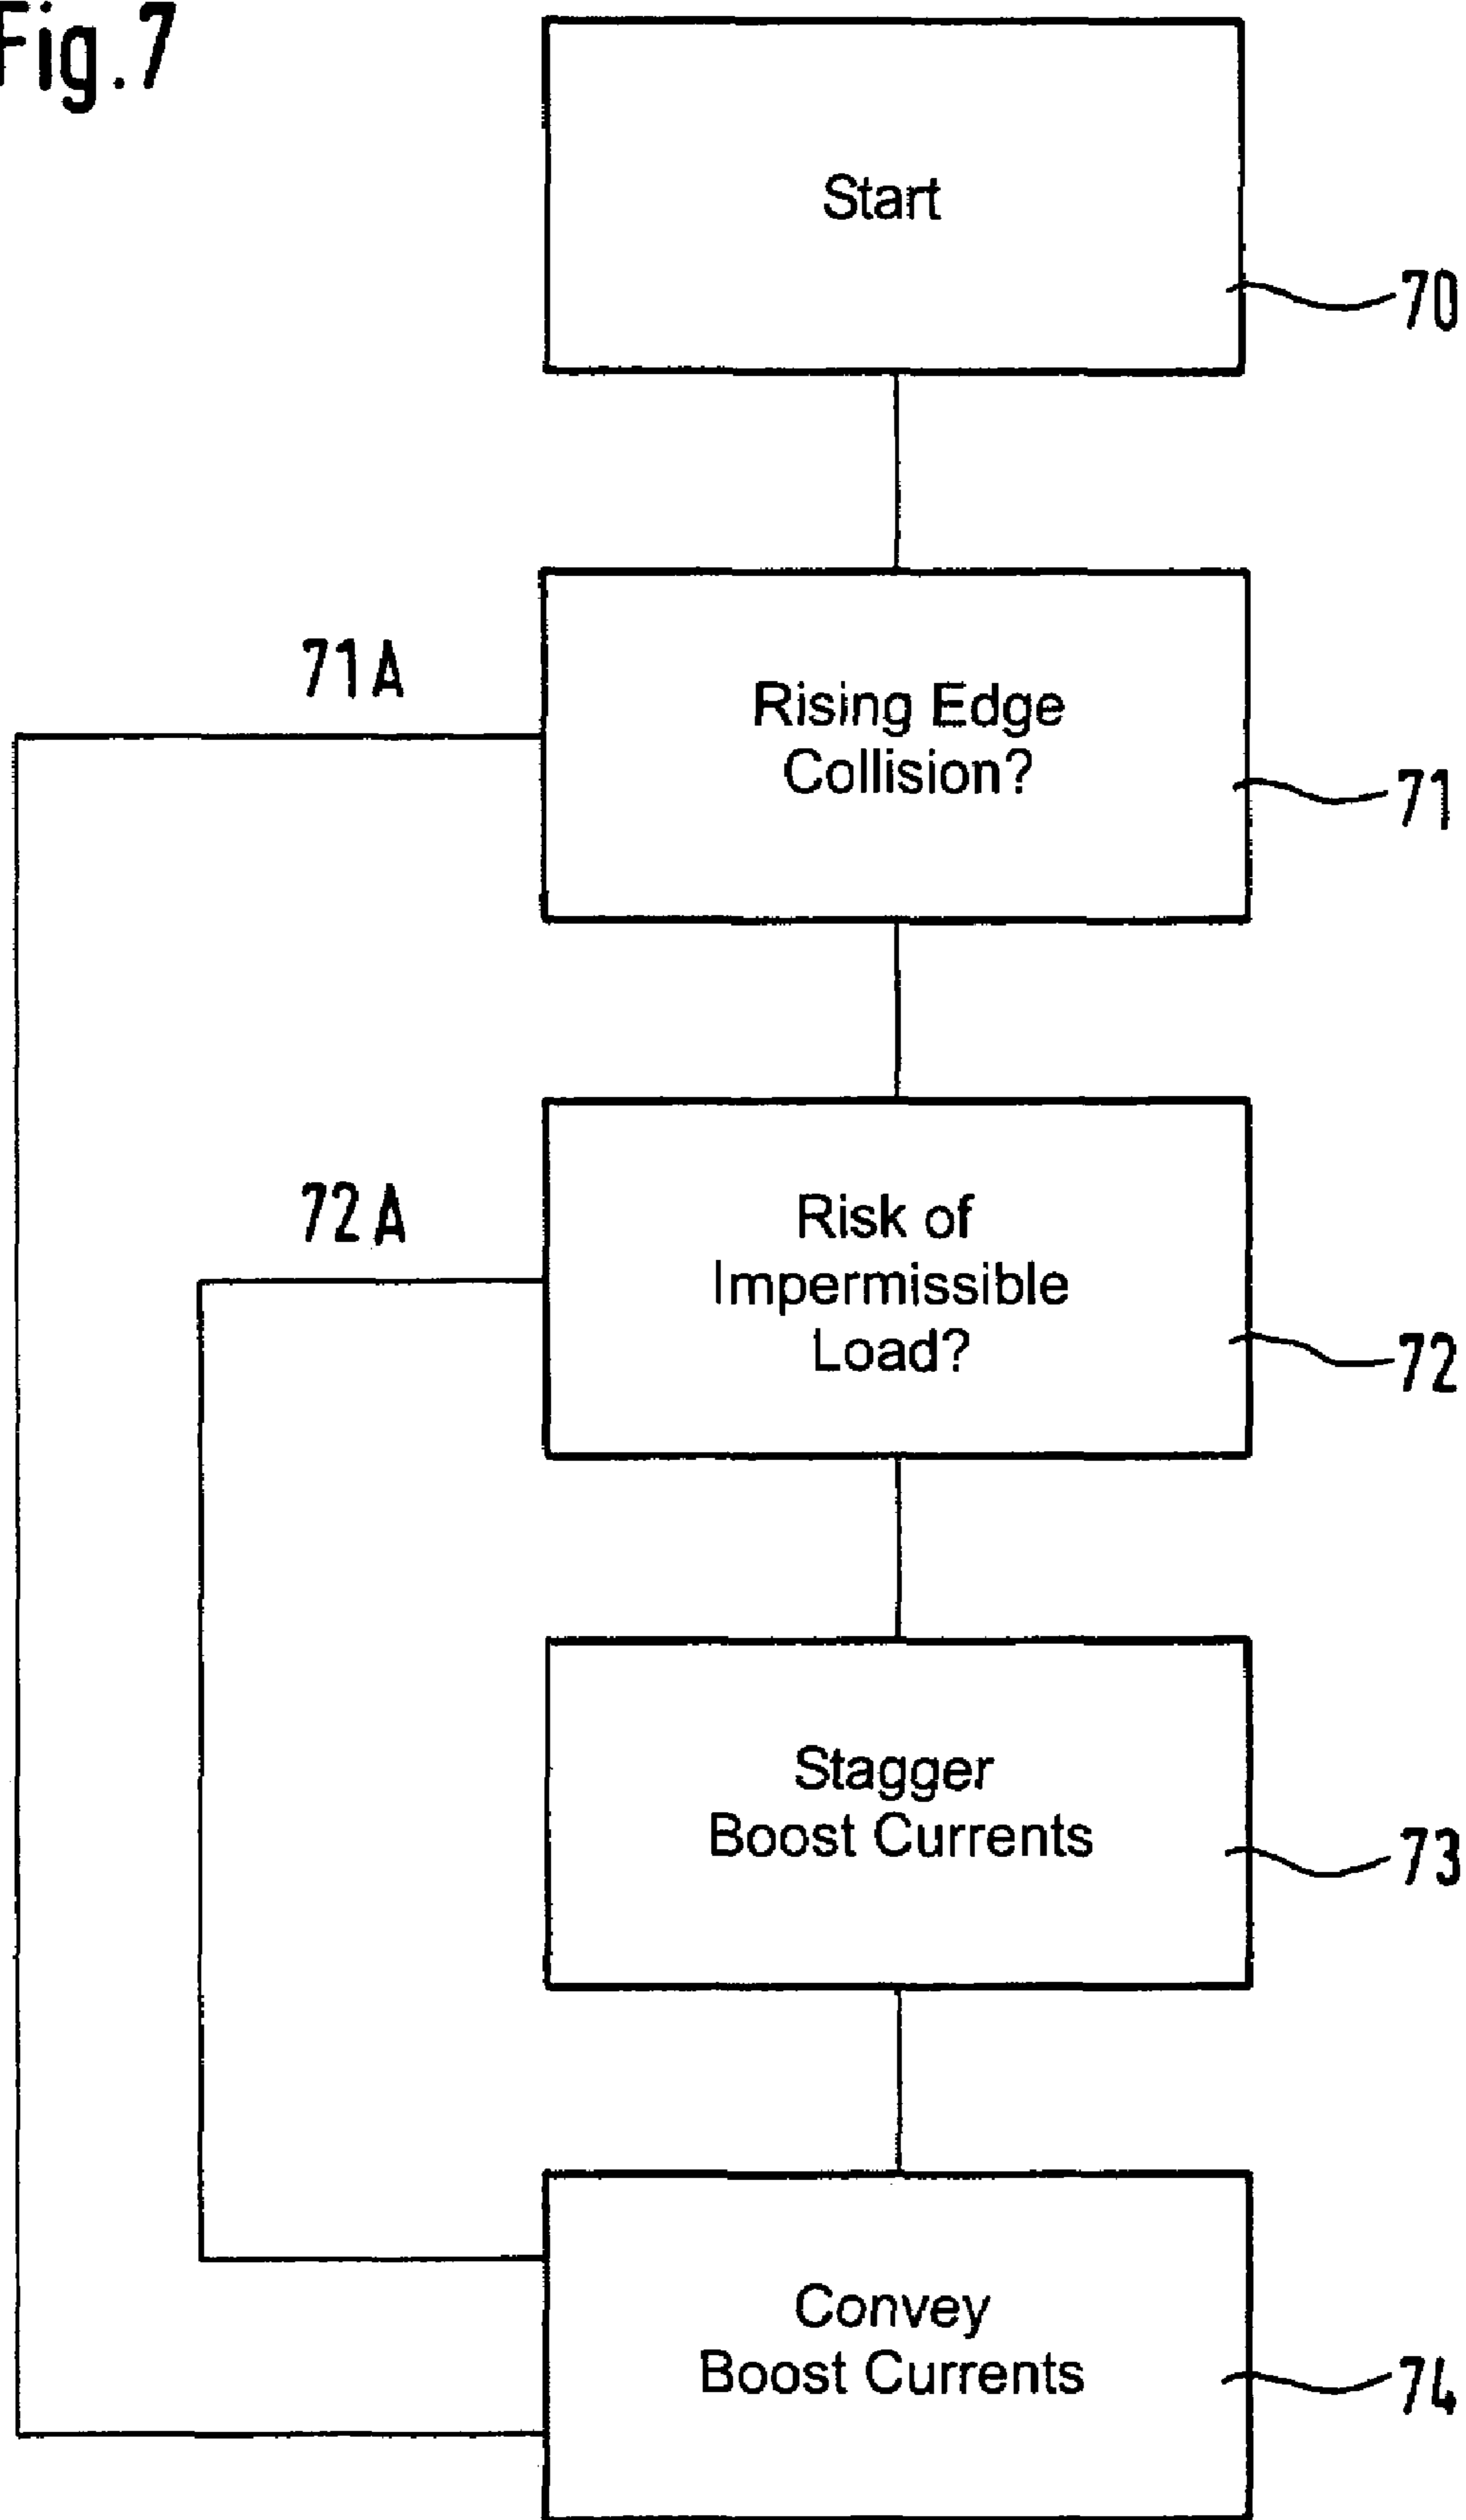 Fig.7
Start
70
71A
Rising Edge
Collision?
71
72A
Risk of
Impermissible
Load?
72
Stagger
Boost Currents
73
Convey
Boost Currents
74